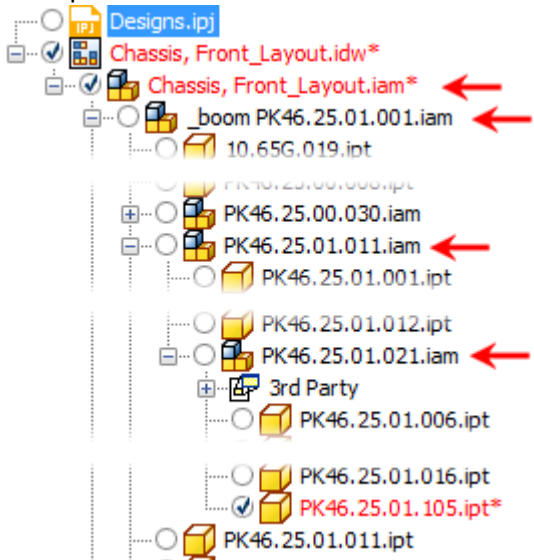 Designs.ipj
Chassis, Front_Layout.idw*
Chassis, Front_Layout.iam*
_boom PK46.25.01.001.iam
10.65G.019.ipt
PK46.25.00.030.iam
PK46.25.01.011.iam
PK46.25.01.001.ipt
PK46.25.01.012.ipt
PK46.25.01.021.iam
3rd Party
PK46.25.01.006.ipt
PK46.25.01.016.ipt
PK46.25.01.105.ipt*
PK46.25.01.011.ipt